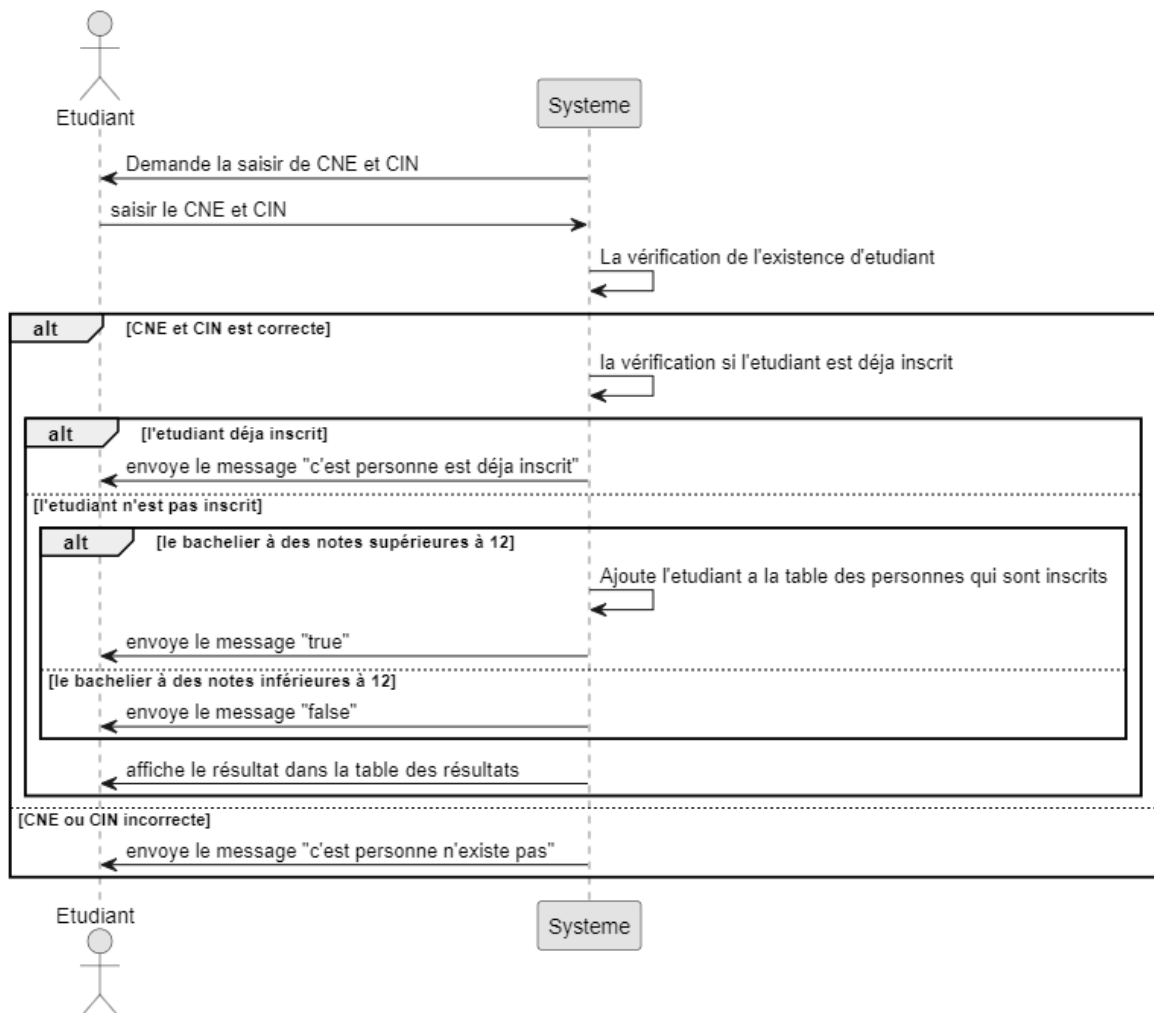 Etudiant
Systeme
Demande la saisir de CNE et CIN
saisir le CNE et CIN
La vérification de l'existence d'etudiant
alt [CNE et CIN est correcte]
la vérification si l'etudiant est déja inscrit
alt [l'etudiant déja inscrit]
envoye le message "c'est personne est déja inscrit"
[l'etudiant n'est pas inscrit]
alt [le bachelier à des notes supérieures à 12]
Ajoute l'etudiant a la table des personnes qui sont inscrits
envoye le message "true"
[le bachelier à des notes inférieures à 12]
envoye le message "false"
affiche le résultat dans la table des résultats
[CNE ou CIN incorrecte]
envoye le message "c'est personne n'existe pas"
Etudiant
Systeme